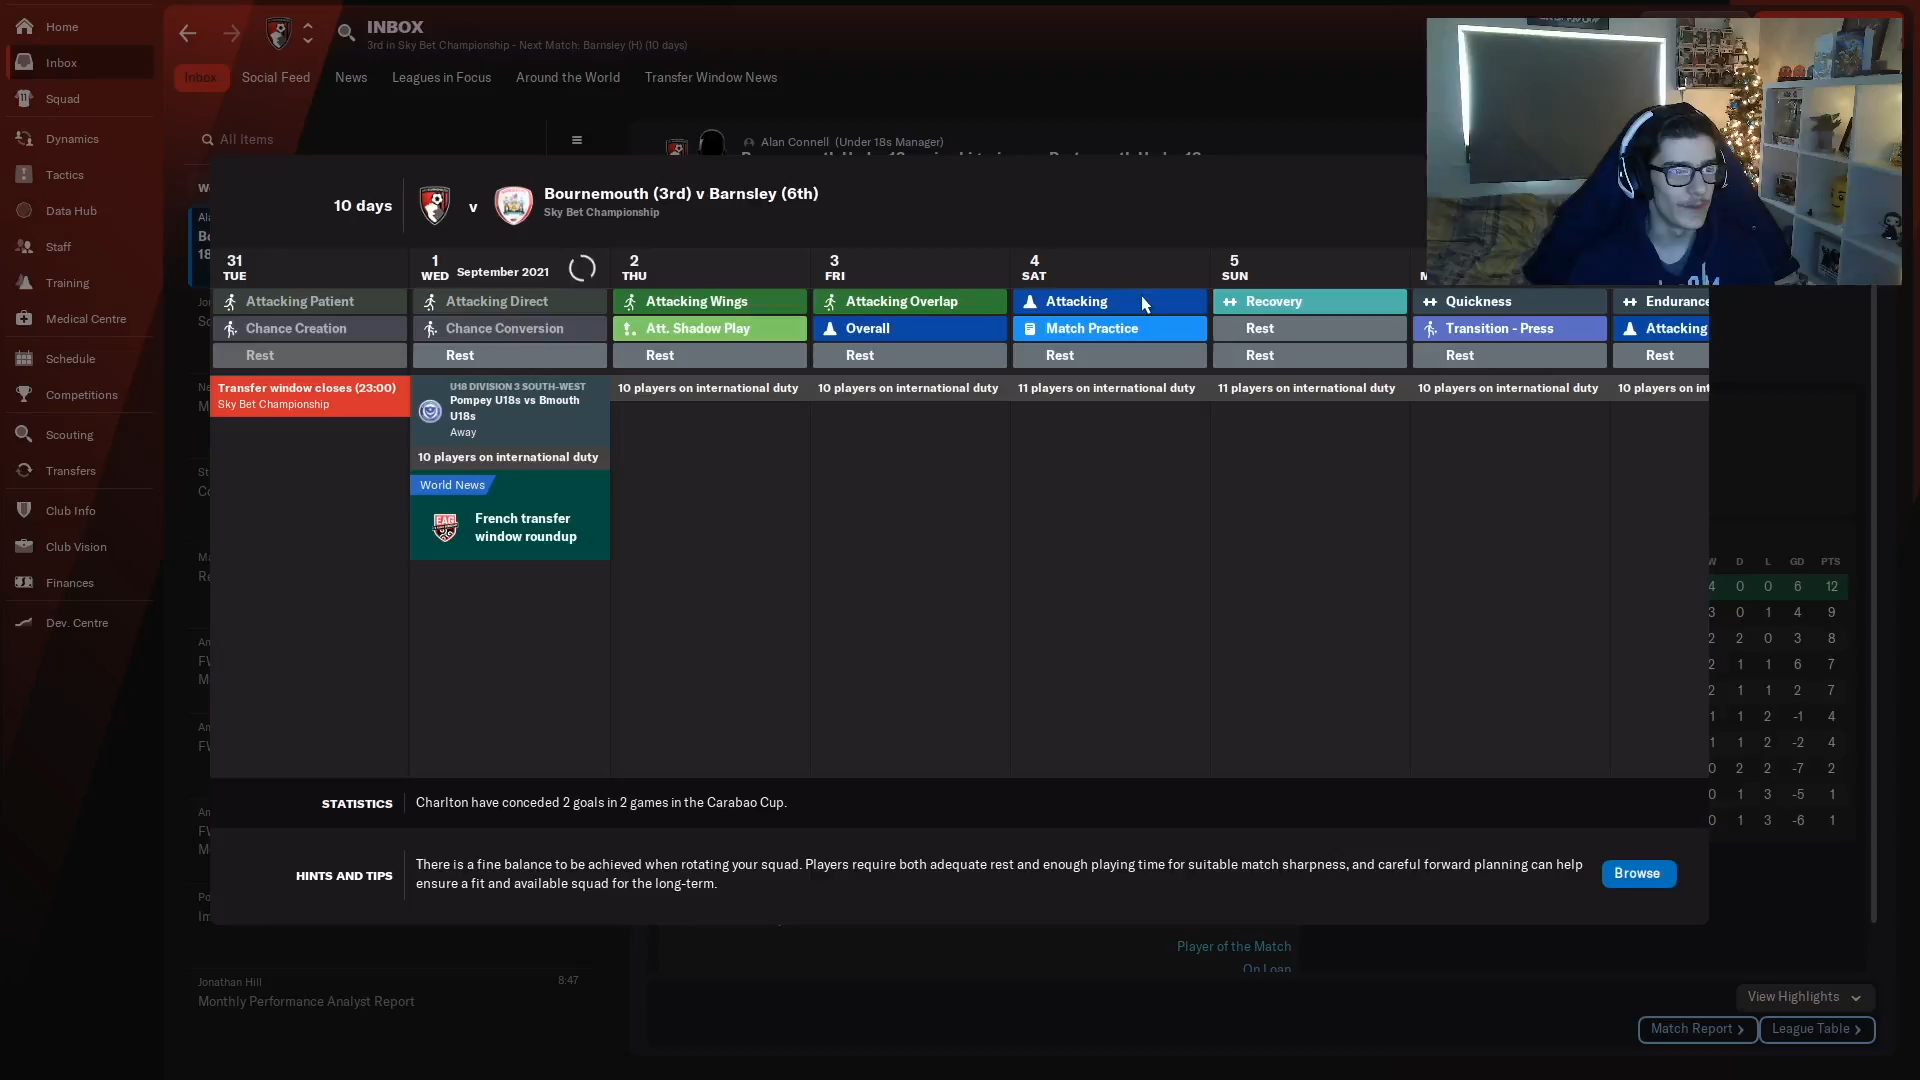 Home
Inbox
Squad
Dynamics
Tactics
Data Hub
Staff
Training
Medical Centre
Schedule
Competitions
Scouting
Transfers
Club Info
Club Vision
Finances
Dev. Centre
INBOX
3rd in Sky Bet Championship - Next Match: Barnsley (H) (10 days)
Inbox
Social Feed
News
Leagues in Focus
Around the World
Transfer Window News
All Items
Alan Connell (Under 18s Manager)
10 days
v
Bournemouth (3rd) v Barnsley (6th)
Sky Bet Championship
31
TUE
1
WED September 2021
2
THU
3
FRI
4
SAT
5
SUN
Attacking Patient
Attacking Direct
Attacking Wings
Attacking Overlap
Attacking
Recovery
Quickness
Endurance
Chance Creation
Chance Conversion
Att. Shadow Play
Overall
Match Practice
Rest
Transition - Press
Attacking
Rest
Rest
Rest
Rest
Rest
Rest
Rest
Rest
Transfer window closes (23:00)
Sky Bet Championship
U18 DIVISION 3 SOUTH-WEST
Pompey U18s vs Bmouth
U18s
Away
10 players on international duty
World News
French transfer
window roundup
10 players on international duty
10 players on international duty
11 players on international duty
11 players on international duty
10 players on international duty
10 players on int
W D L GD PTS
4 0 0 6 12
3 0 1 4 9
2 2 0 3 8
2 1 1 6 7
2 1 1 2 7
1 1 2 -1 4
1 1 2 -2 4
0 2 2 -7 2
0 1 3 -5 1
0 1 3 -6 1
STATISTICS
Charlton have conceded 2 goals in 2 games in the Carabao Cup.
HINTS AND TIPS
There is a fine balance to be achieved when rotating your squad. Players require both adequate rest and enough playing time for suitable match sharpness, and careful forward planning can help
ensure a fit and available squad for the long-term.
Browse
Player of the Match
On Loan
Jonathan Hill
8:47
Monthly Performance Analyst Report
View Highlights
Match Report
League Table